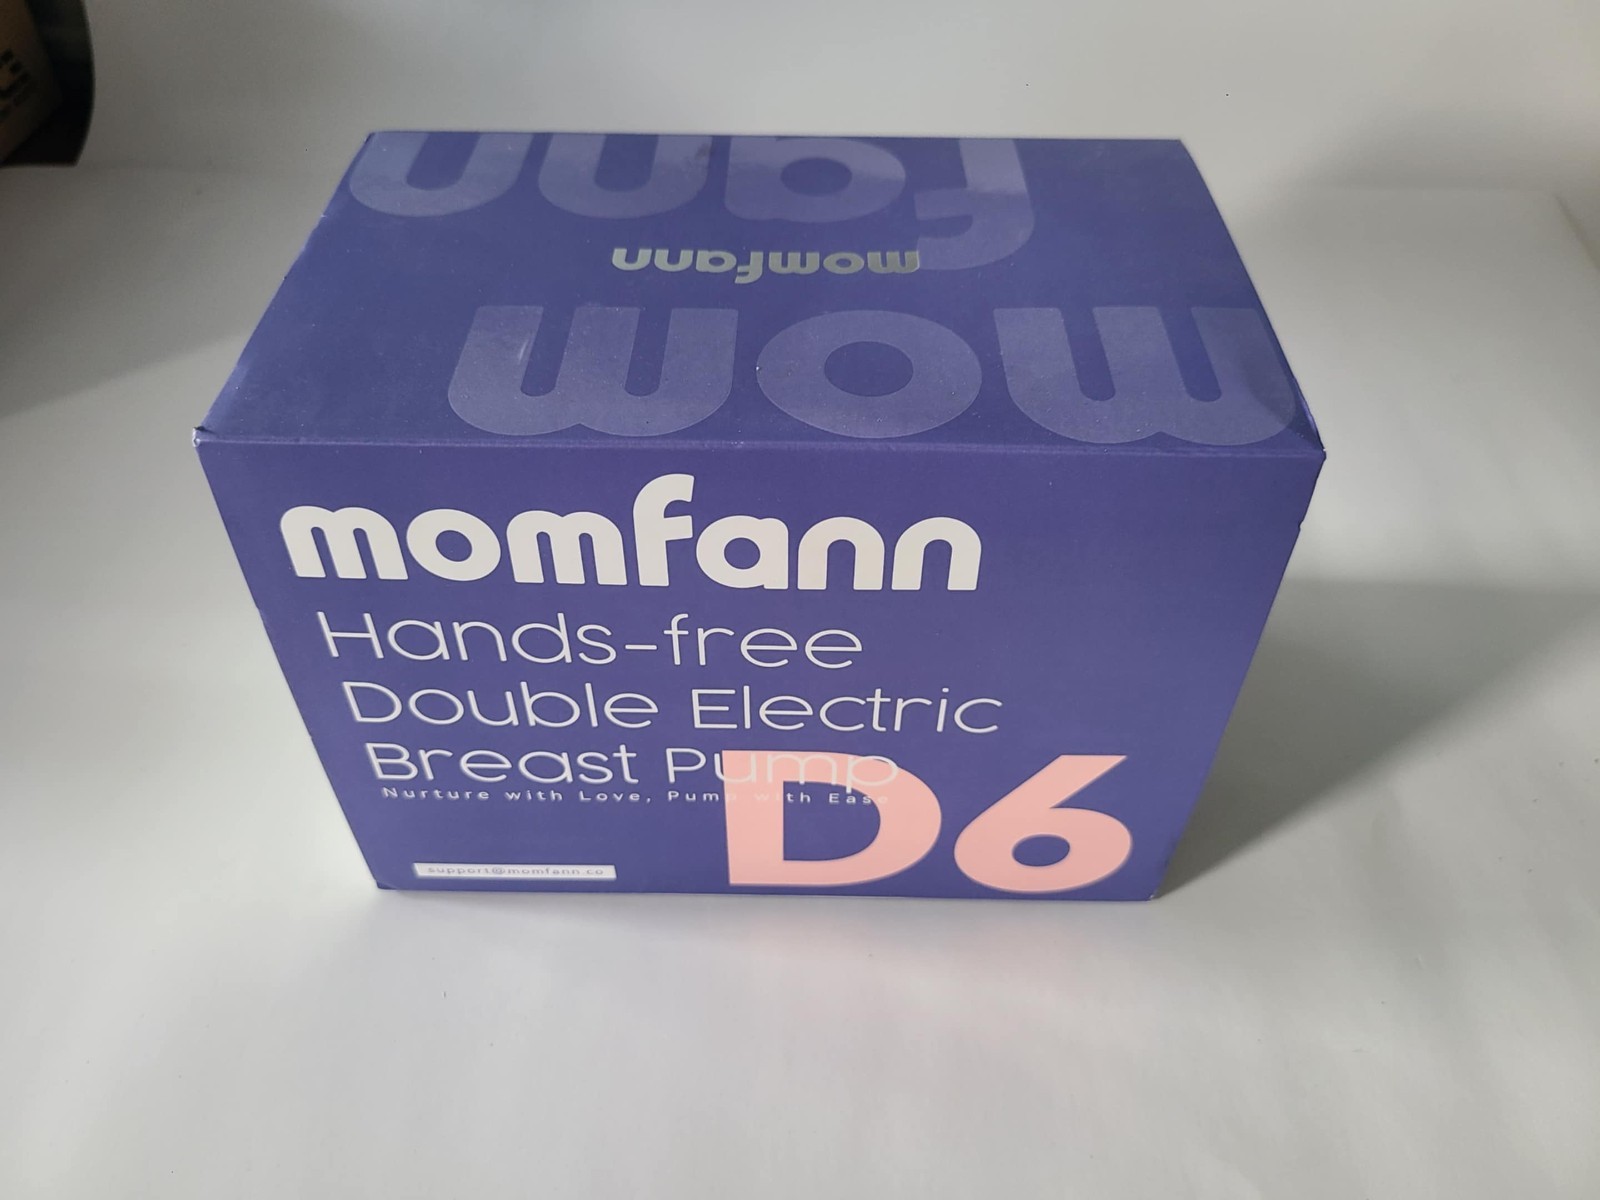 fann
momfann
mom
momfann
Hands-free
Double Electric
Breast Pump
Nurture with Love, Pump with Ease
D6
support@momfann.co